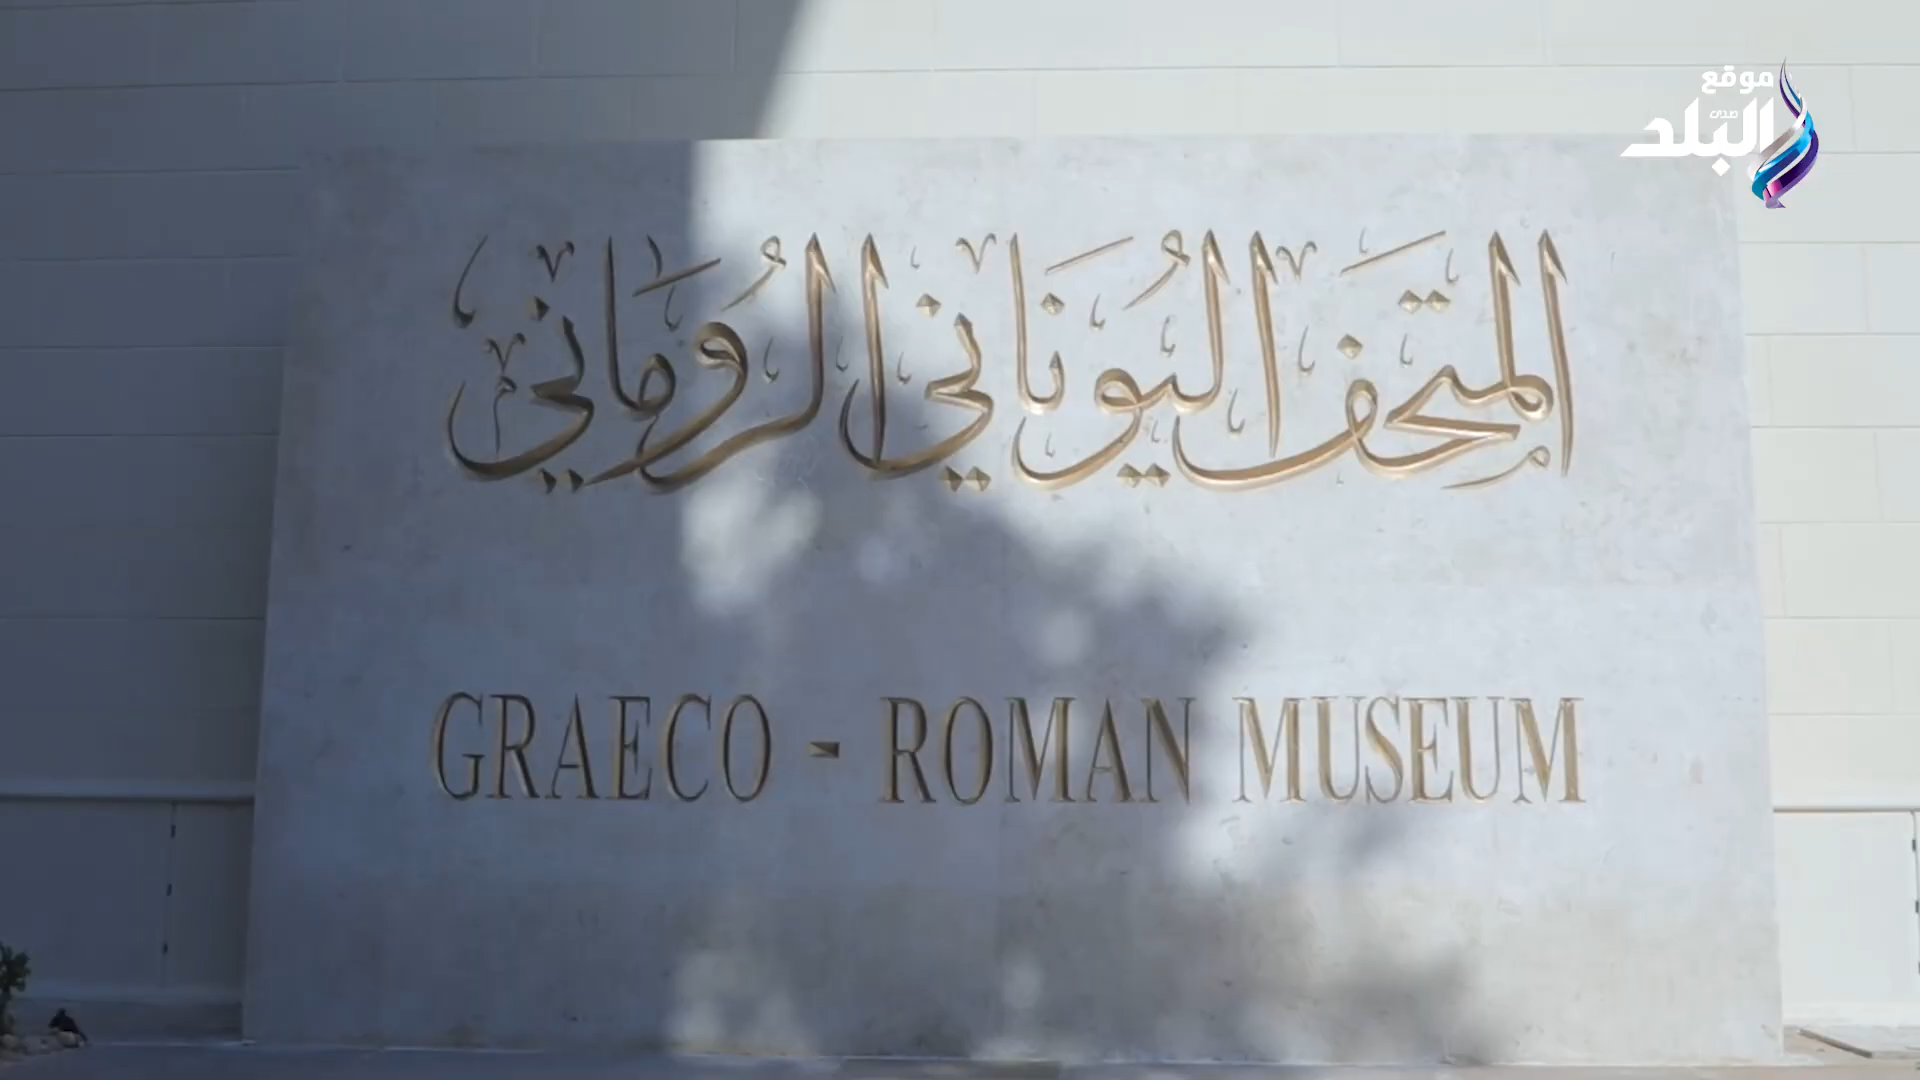 موقع
صدى
البلد
المتحف اليوناني الروماني
GRAECO - ROMAN MUSEUM